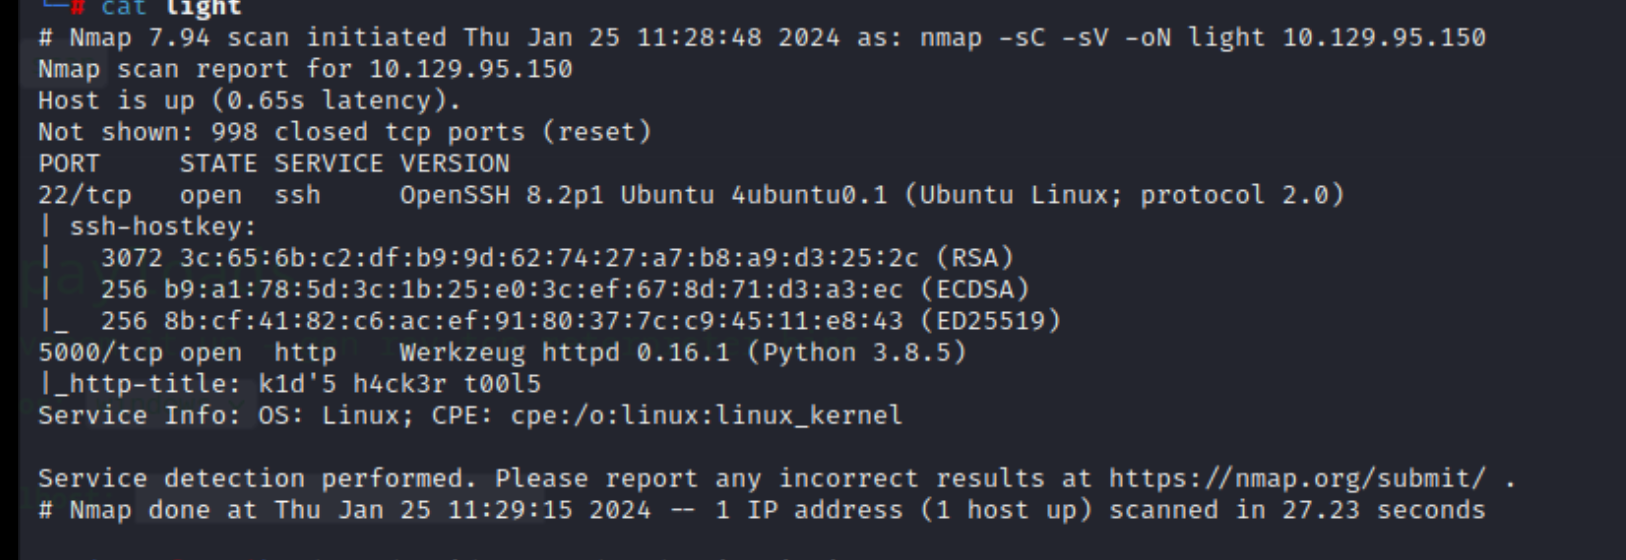 └─# cat light
# Nmap 7.94 scan initiated Thu Jan 25 11:28:48 2024 as: nmap -sC -sV -oN light 10.129.95.150
Nmap scan report for 10.129.95.150
Host is up (0.65s latency).
Not shown: 998 closed tcp ports (reset)
PORT     STATE SERVICE VERSION
22/tcp   open  ssh     OpenSSH 8.2p1 Ubuntu 4ubuntu0.1 (Ubuntu Linux; protocol 2.0)
| ssh-hostkey:
|   3072 3c:65:6b:c2:df:b9:9d:62:74:27:a7:b8:a9:d3:25:2c (RSA)
|   256 b9:a1:78:5d:3c:1b:25:e0:3c:ef:67:8d:71:d3:a3:ec (ECDSA)
|_  256 8b:cf:41:82:c6:ac:ef:91:80:37:7c:c9:45:11:e8:43 (ED25519)
5000/tcp open  http    Werkzeug httpd 0.16.1 (Python 3.8.5)
|_http-title: k1d'5 h4ck3r t00l5
Service Info: OS: Linux; CPE: cpe:/o:linux:linux_kernel
Service detection performed. Please report any incorrect results at https://nmap.org/submit/ .
# Nmap done at Thu Jan 25 11:29:15 2024 -- 1 IP address (1 host up) scanned in 27.23 seconds